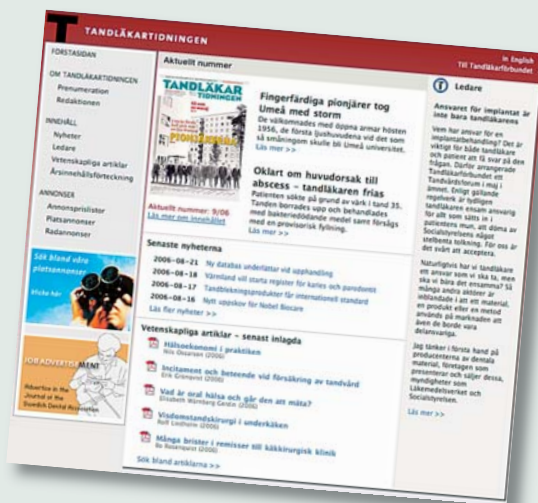 TANDLÄKARTIDNINGEN
In English
Till Tandläkarförbundet
FÖRSTASIDAN
OM TANDLÄKARTIDNINGEN
Prenumeration
Redaktionen
INNEHÅLL
Nyheter
Ledare
Vetenskapliga artiklar
Årsinnehållsförteckning
ANNONSER
Annonsprislistor
Platsannonser
Radannonser
Sök bland våra
platsannonser
klicka här
JOB ADVERTISEMENT
Advertise in the
Journal of the
Swedish Dental Association
Aktuellt nummer
TANDLÄKAR
TIDNINGEN
PIONJÄRERNA
Aktuellt nummer: 9/06
Läs mer om innehållet
Fingerfärdiga pionjärer tog
Umeå med storm
De välkomnades med öppna armar hösten
1956, de första ljushuvudena vid det som
så småningom skulle bli Umeå universitet.
Läs mer >>
Oklart om huvudorsak till
abscess – tandläkaren frias
Patienten sökte på grund av värk i tand 35.
Tanden borrades upp och behandlades
med bakteriedödande medel samt försågs
med en provisorisk fyllning.
Läs mer >>
Senaste nyheterna
2006-08-21 Ny databas underlättar vid upphandling
2006-08-18 Värmland vill starta register för karies och parodontit
2006-08-17 Tandblekningsprodukter får internationell standard
2006-08-16 Nytt uppköp för Nobel Biocare
Läs fler nyheter >>
Vetenskapliga artiklar – senast inlagda
Hälsoekonomi i praktiken
(2006)
Incitament och beteende vid försäkring av tandvård
Erik Grönqvist (2006)
Vad är oral hälsa och går den att mäta?
Elisabeth Wärnberg Gerdin (2006)
Visdomstandskirurgi i underkäken
Rolf Lindholm (2006)
Många brister i remisser till käkkirurgisk klinik
Bo Rosenquist (2006)
Sök bland artiklarna >>
Ledare
Ansvaret för implantat är
inte bara tandläkarens
Vem har ansvar för en
implantatbehandling? Det är
viktigt för både tandläkare
och patient att få svar på den
frågan. Därför arrangerade
Tandläkarförbundet ett
Tandvårdsforum i maj i
ämnet. Enligt gällande
regelverk är tydligen
tandläkaren ensam ansvarig
för allt som sätts in i
patientens mun, att döma av
Socialstyrelsens något
stelbenta tolkning. För oss är
det svårt att acceptera.
Naturligtvis har vi tandläkare
ett ansvar som vi ska ta, men
ska vi bära det ensamma? Så
många andra aktörer är
inblandade i att ett material,
en produkt eller en metod
används på marknaden att
även de borde vara
delansvariga.
Jag tänker i första hand på
producenterna av dentala
material, företagen som
presenterar och säljer dessa,
myndigheter som
Läkemedelsverket och
Socialstyrelsen.
Läs mer >>